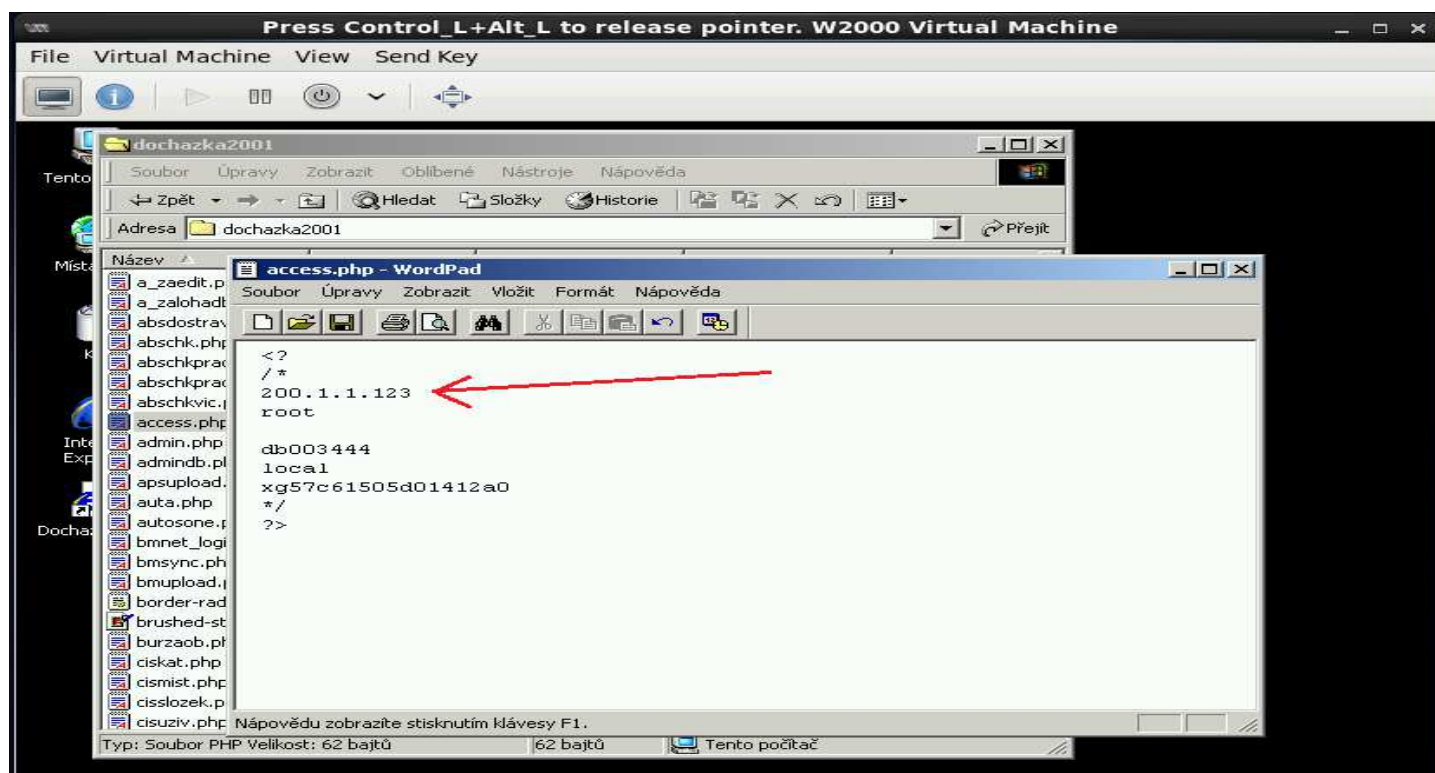 Press Control_L+Alt_L to release pointer. W2000 Virtual Machine
File Virtual Machine View Send Key
dochazka2001
Soubor Úpravy Zobrazit Oblíbené Nástroje Nápověda
Zpět Hledat Složky Historie
Adresa dochazka2001 Přejít
Tento
Název
access.php - WordPad
Soubor Úpravy Zobrazit Vložit Formát Nápověda
<?
/*
200.1.1.123
root
db003444
local
xg57c61505d01412a0
*/
?>
a_zaedit.p
a_zalohadb
absdostrav
abschk.php
abschkprac
abschkprac
abschkvic.p
access.php
admin.php
admindb.p
apsupload.
auta.php
autosone.p
bmnet_logi
bmsync.ph
bmupload.p
border-rad
brushed-st
burzaob.ph
ciskat.php
cismist.php
cisslozek.p
cisuziv.php
Míst
Inte
Exp
Docha
Nápovědu zobrazíte stisknutím klávesy F1.
Typ: Soubor PHP Velikost: 62 bajtů 62 bajtů Tento počítač